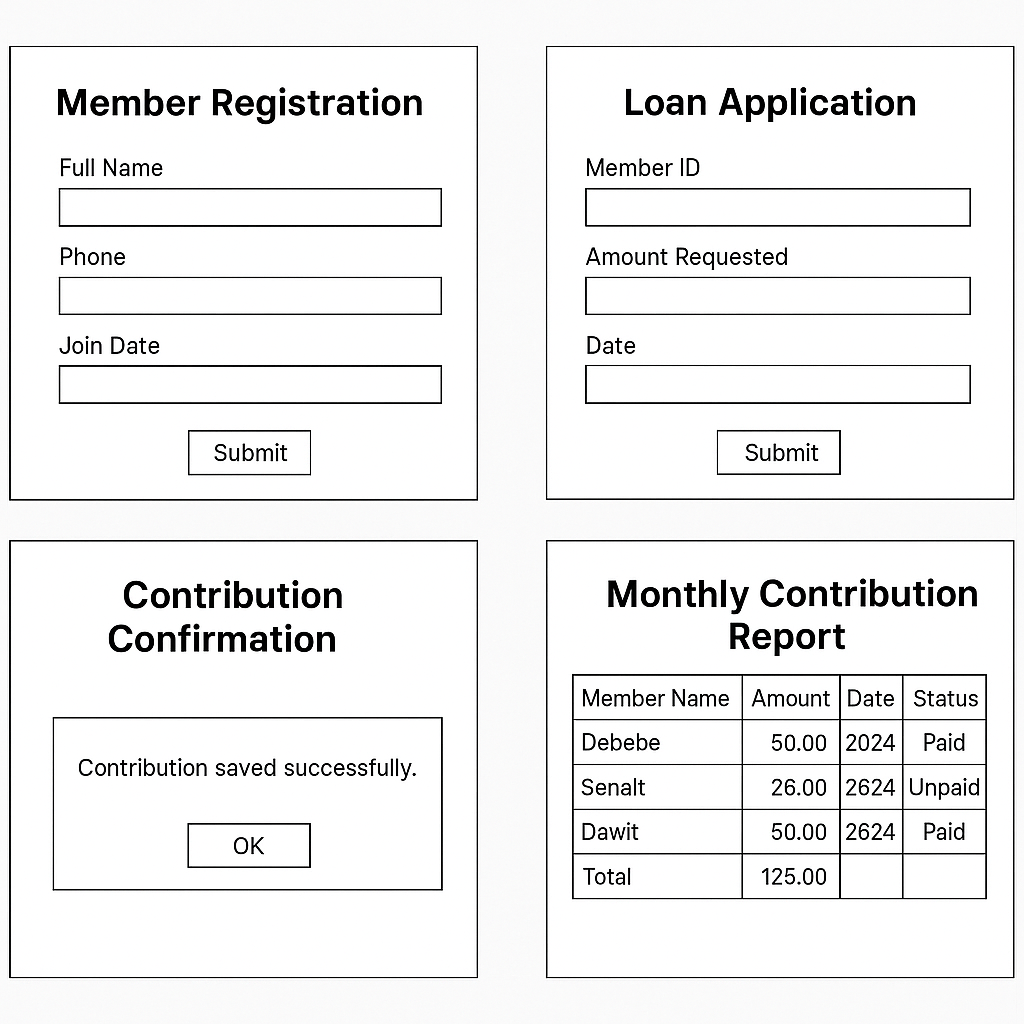 Member Registration
Full Name
Phone
Join Date
Submit
Loan Application
Member ID
Amount Requested
Date
Submit
Contribution
Confirmation
Contribution saved successfully.
OK
Monthly Contribution
Report
Member Name Amount Date Status
Debebe 50.00 2024 Paid
Senalt 26.00 2624 Unpaid
Dawit 50.00 2624 Paid
Total 125.00